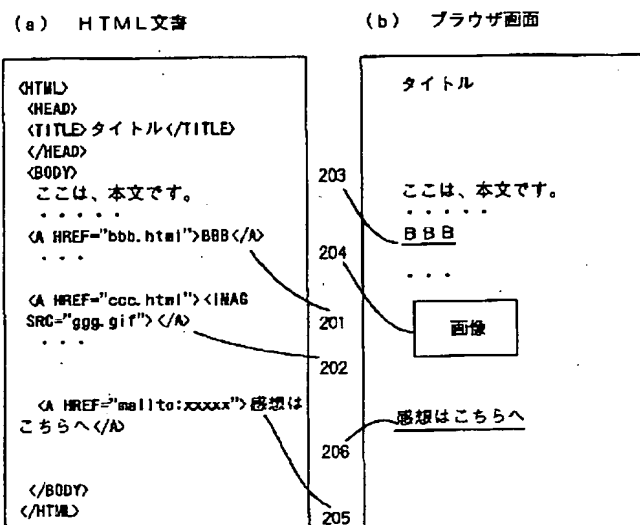 (a) HTML文書
(b) ブラウザ画面
<HTML>
<HEAD>
<TITLE>タイトル</TITLE>
</HEAD>
<BODY>
ここは、本文です。
・・・・・
<A HREF="bbb.html">BBB</A>
・・・
<A HREF="ccc.html"><IMAG
SRC="ggg.gif"></A>
・・・
<A HREF="mailto:xxxxx">感想は
こちらへ</A>
</BODY>
</HTML>
203
204
201
202
206
205
タイトル
ここは、本文です。
・・・・・
BBB
・・・
画像
感想はこちらへ